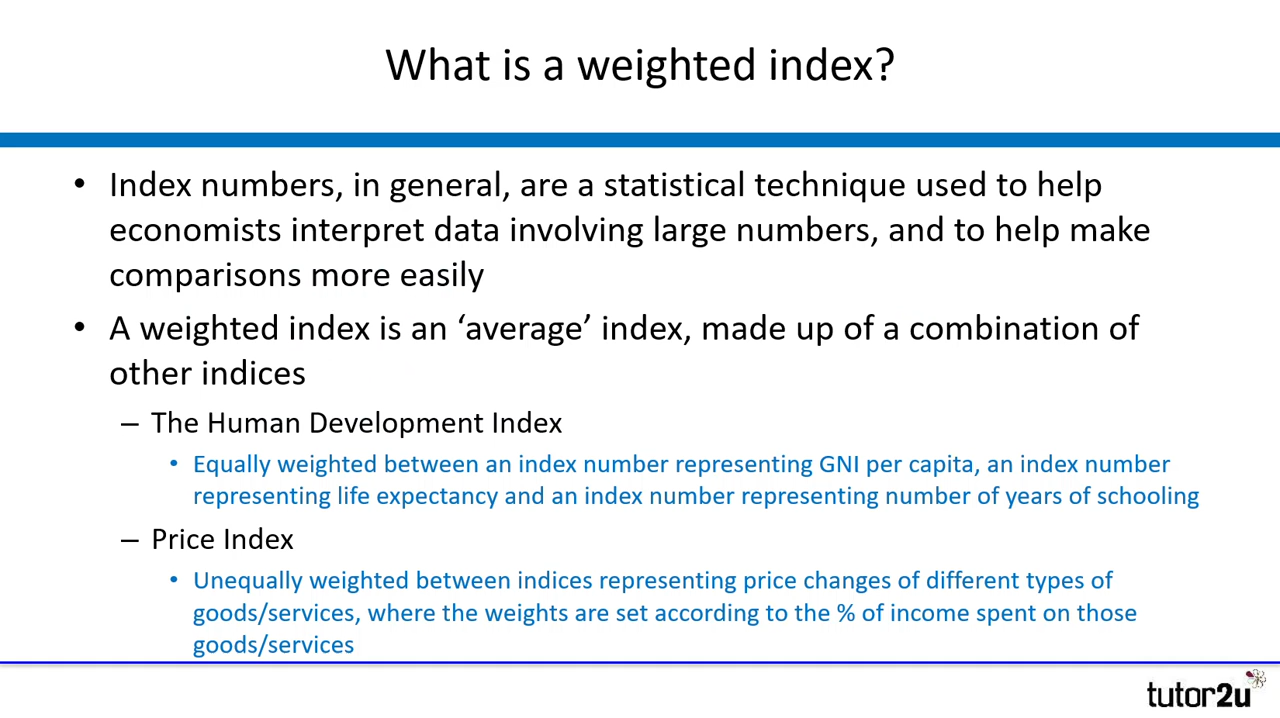 What is a weighted index?
• Index numbers, in general, are a statistical technique used to help
economists interpret data involving large numbers, and to help make
comparisons more easily
• A weighted index is an ‘average’ index, made up of a combination of
other indices
– The Human Development Index
• Equally weighted between an index number representing GNI per capita, an index number
representing life expectancy and an index number representing number of years of schooling
– Price Index
• Unequally weighted between indices representing price changes of different types of
goods/services, where the weights are set according to the % of income spent on those
goods/services
tutor2u